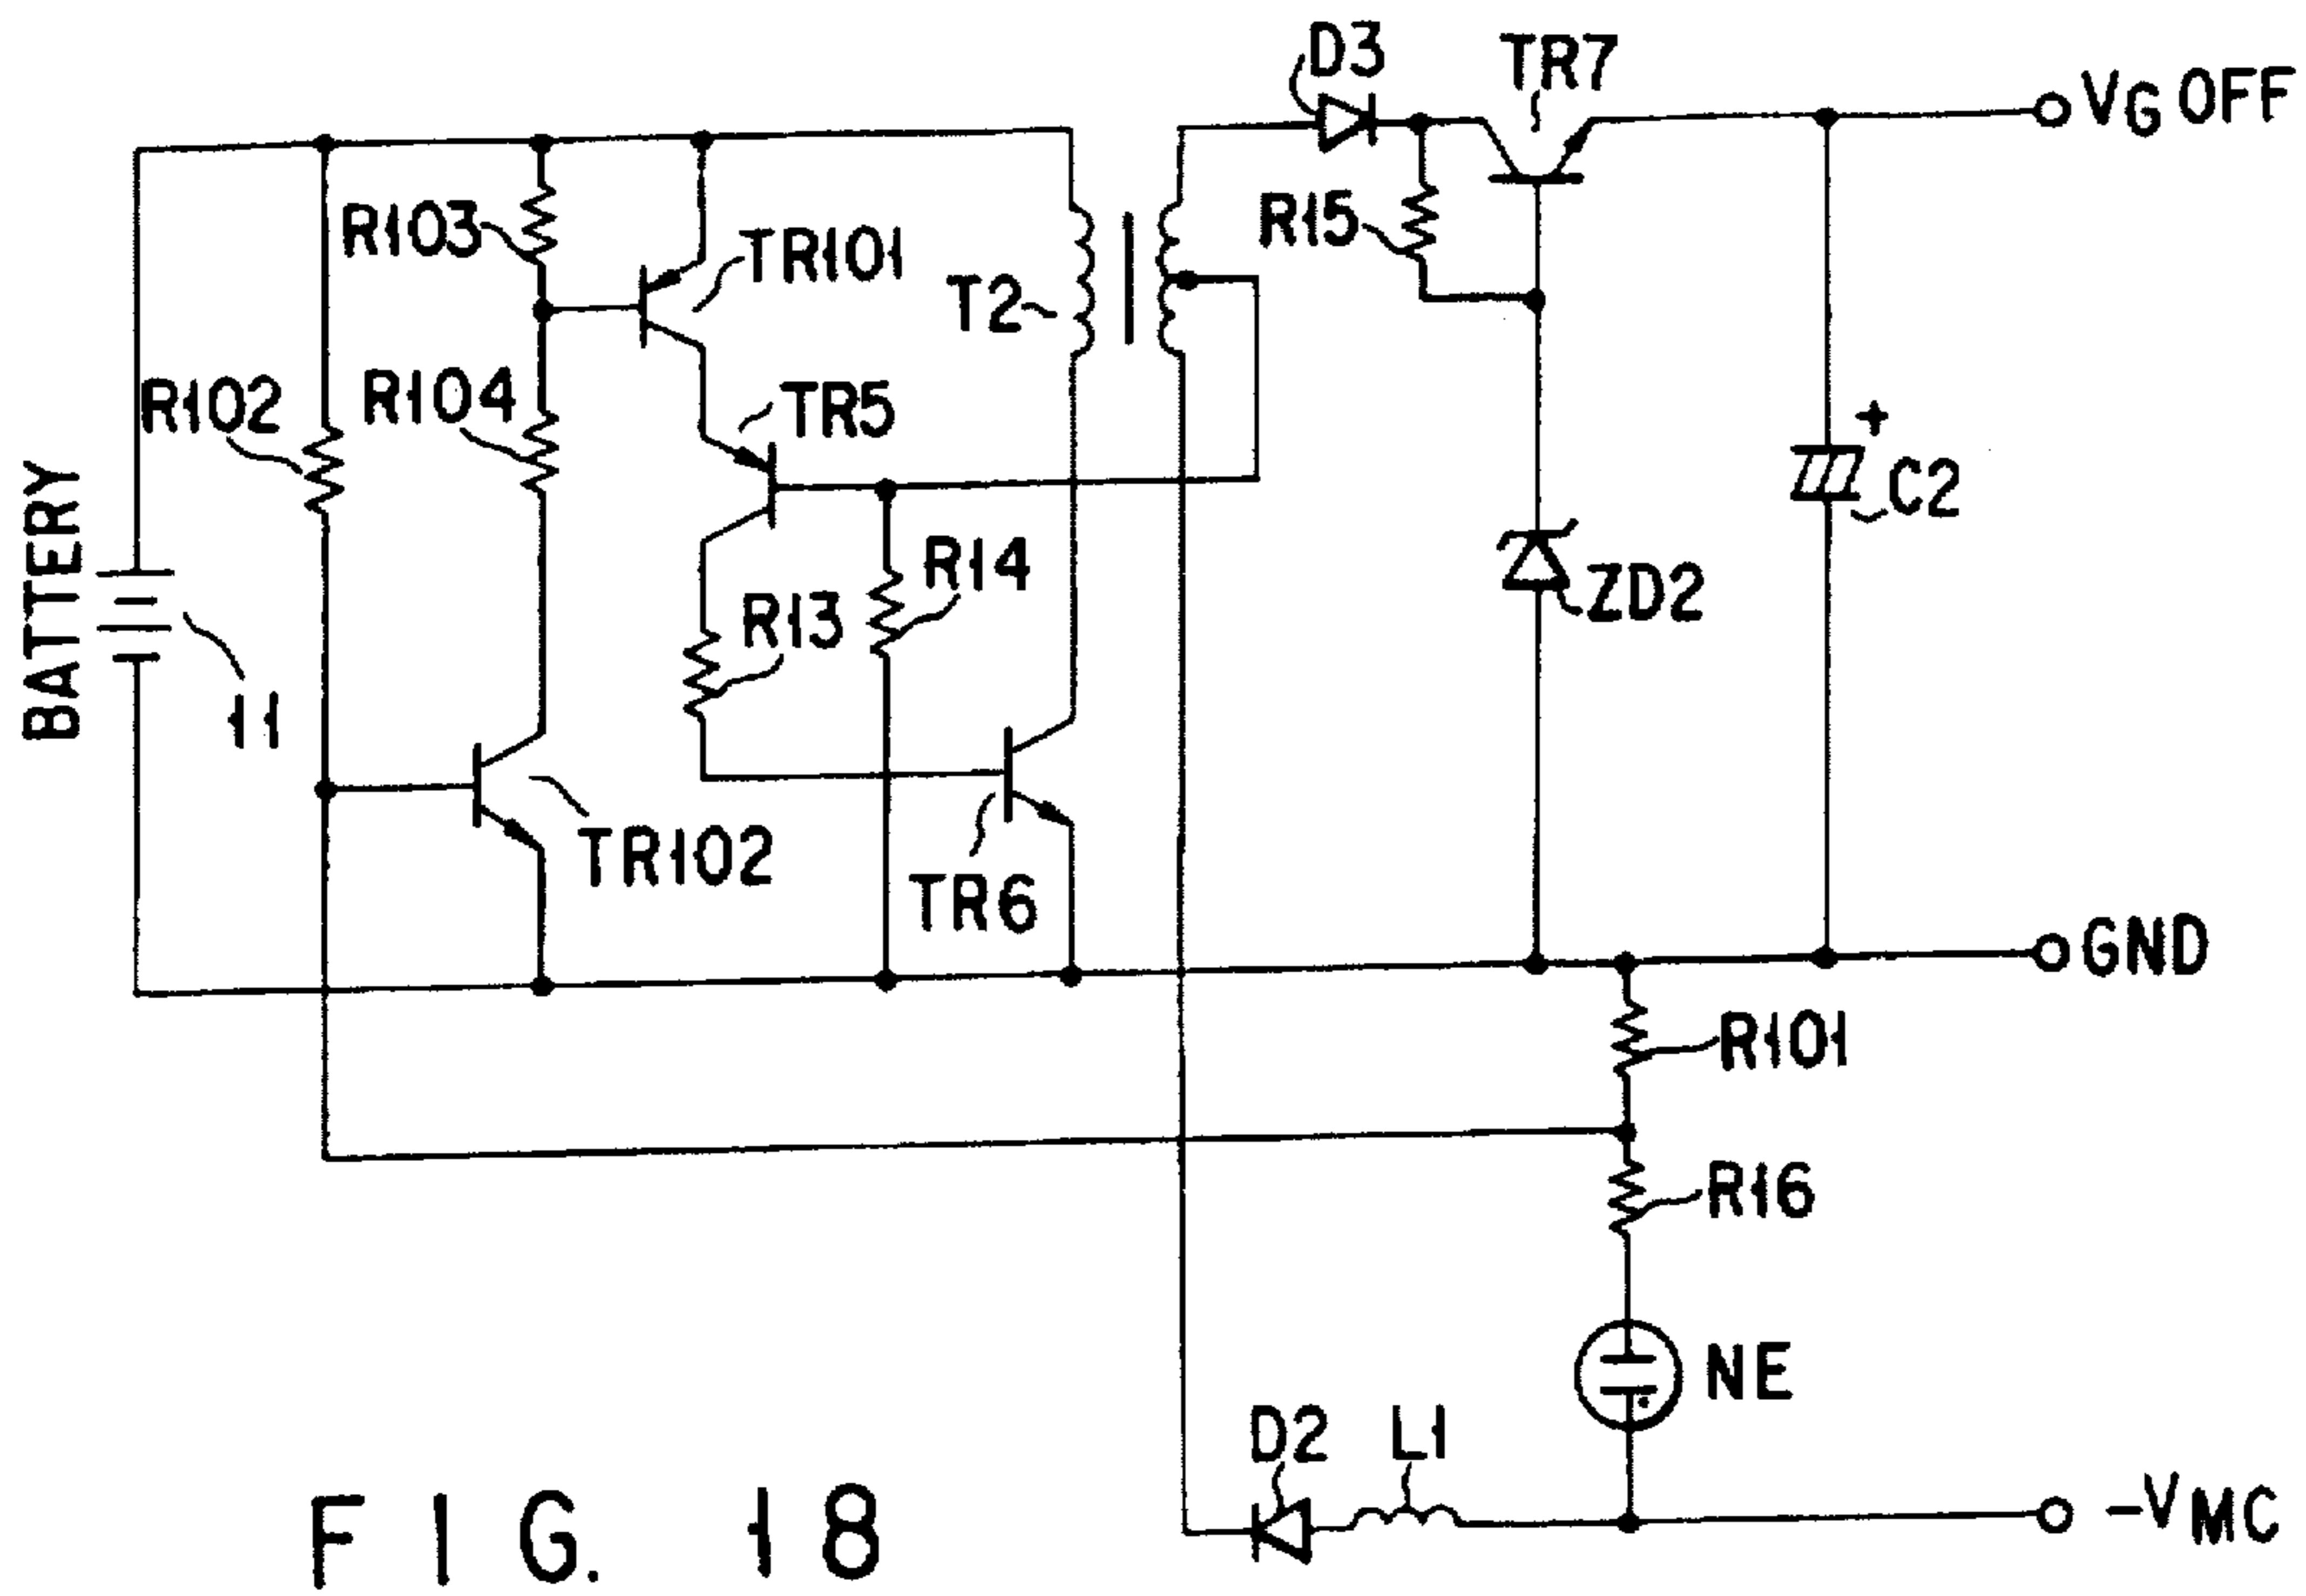 D3
TR7
VG OFF
R103
TR101
R15
T2
R102
R104
TR5
+
C2
BATTERY
R14
R13
ZD2
11
TR102
TR6
GND
R101
R16
NE
D2
L1
-VMC
FIG. 18